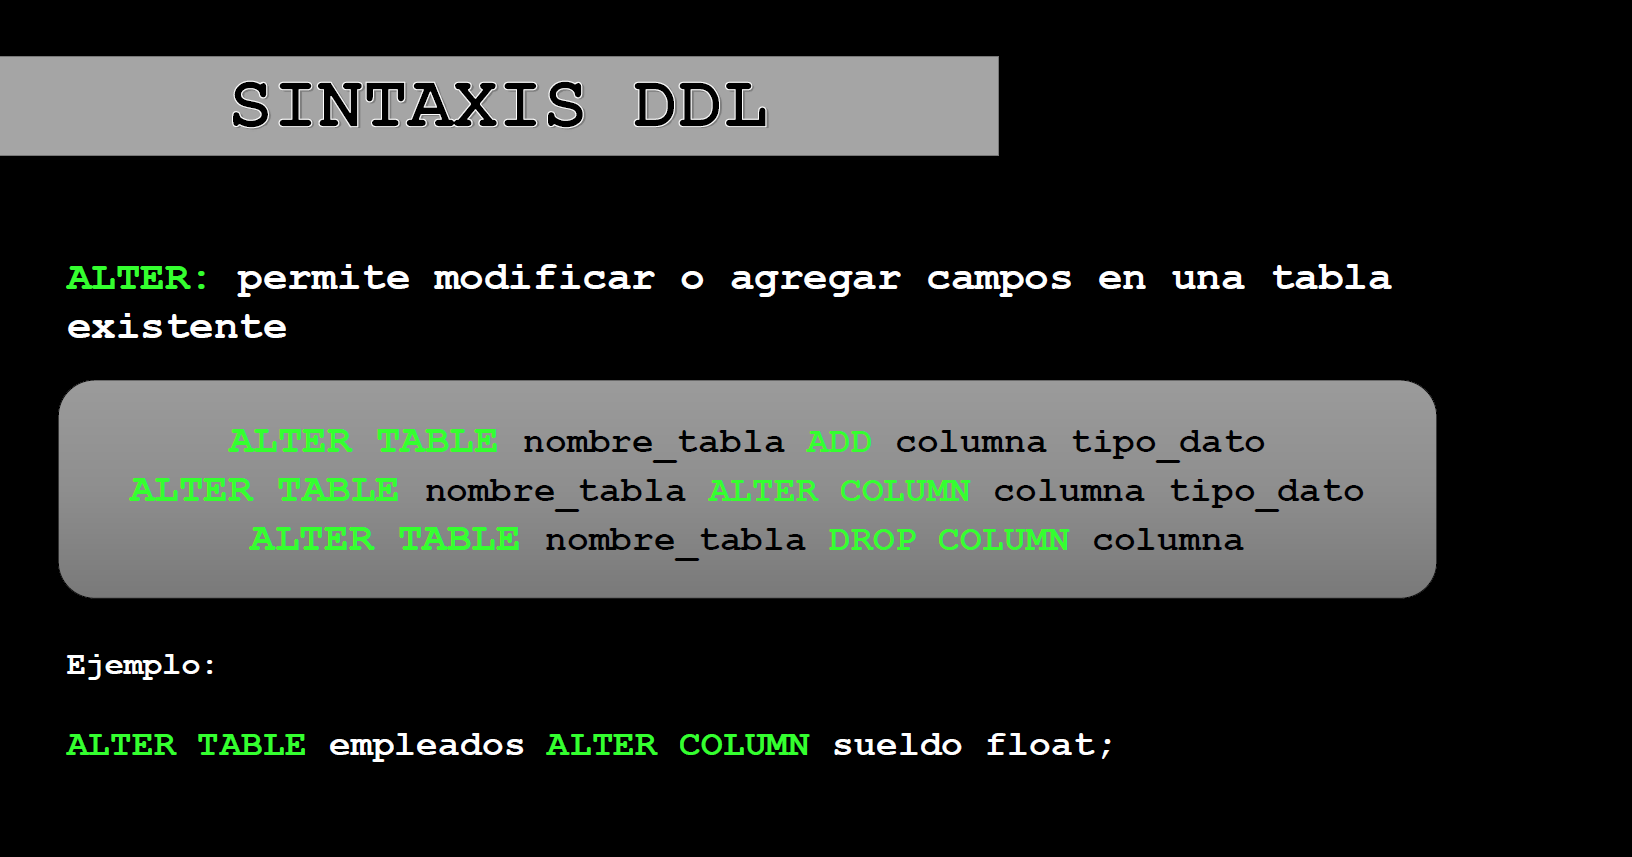 SINTAXIS DDL
ALTER: permite modificar o agregar campos en una tabla
existente
ALTER TABLE nombre_tabla ADD columna tipo_dato
ALTER TABLE nombre_tabla ALTER COLUMN columna tipo_dato
ALTER TABLE nombre_tabla DROP COLUMN columna
Ejemplo:
ALTER TABLE empleados ALTER COLUMN sueldo float;